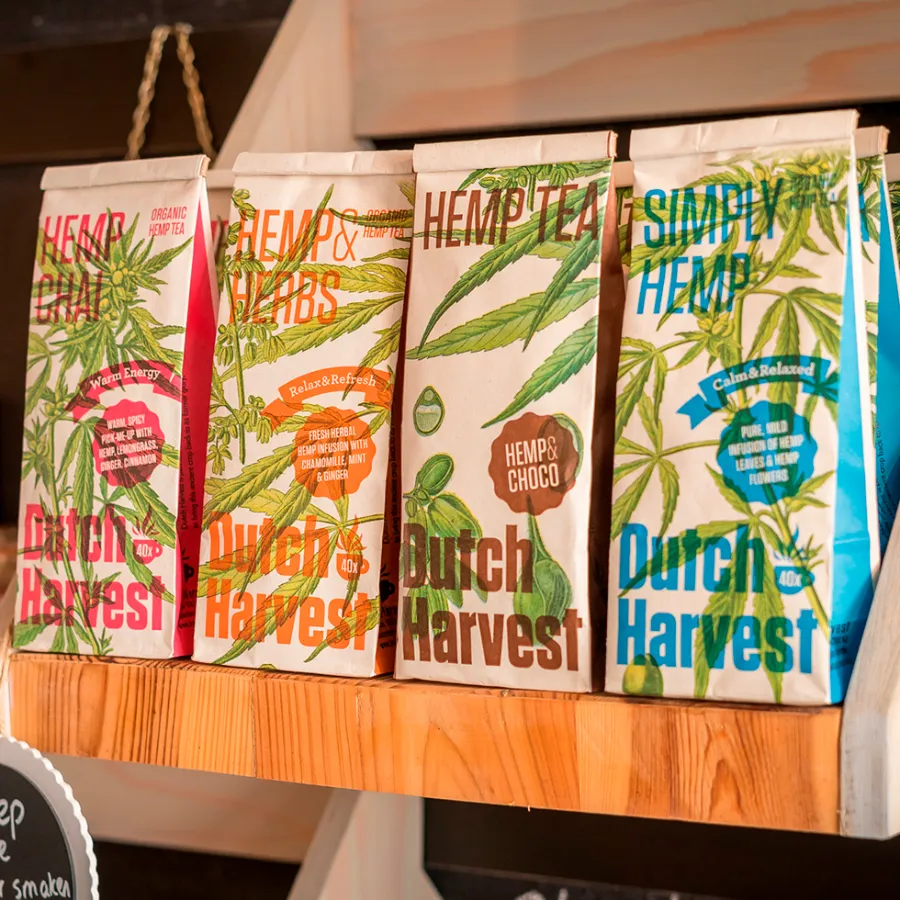 HEMP
CHAI
ORGANIC
HEMP TEA
Warm Energy
WARM, SPICY
PICK-ME-UP WITH
HEMP, LEMONGRASS,
GINGER, CINNAMON
Dutch
40x
Harvest
HEMP&
HERBS
ORGANIC
HEMP TEA
Relax&Refresh
FRESH HERBAL
HEMP INFUSION WITH
CHAMOMILLE, MINT
& GINGER
Dutch
40x
Harvest
HEMP TEA
HEMP&
CHOCO
Dutch
Harvest
SIMPLY
HEMP
ORGANIC
HEMP TEA
Calm&Relaxed
PURE, MILD
INFUSION OF HEMP
LEAVES & HEMP
FLOWERS
Dutch
40x
Harvest
smaken